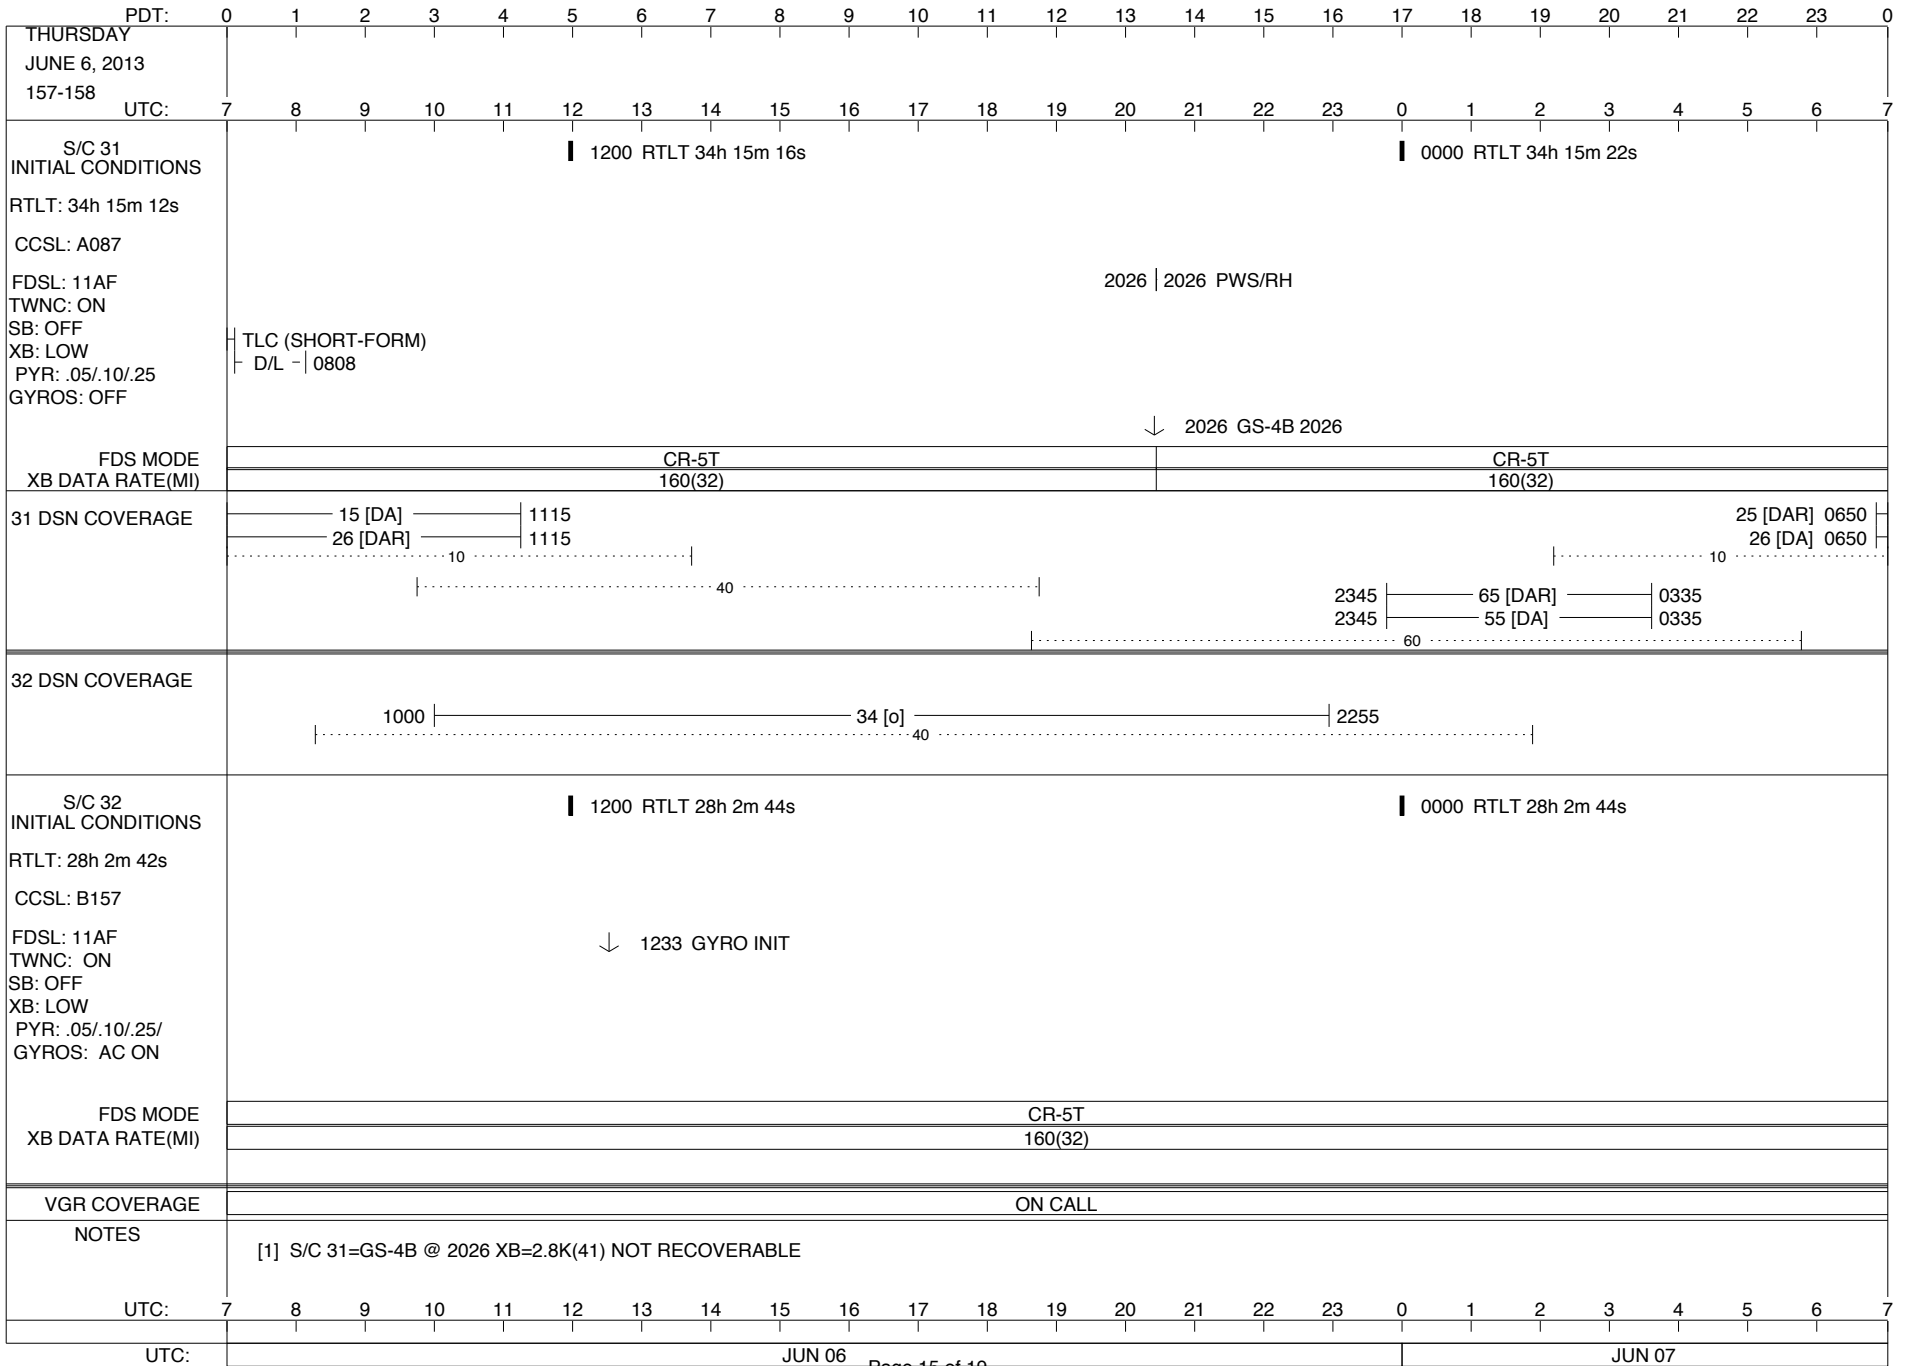 PDT: 0 1 2 3 4 5 6 7 8 9 10 11 12 13 14 15 16 17 18 19 20 21 22 23 0
THURSDAY
JUNE 6, 2013
157-158
UTC: 7 8 9 10 11 12 13 14 15 16 17 18 19 20 21 22 23 0 1 2 3 4 5 6 7
S/C 31
INITIAL CONDITIONS
1200 RTLT 34h 15m 16s
0000 RTLT 34h 15m 22s
RTLT: 34h 15m 12s
CCSL: A087
FDSL: 11AF
2026 2026 PWS/RH
TWNC: ON
SB: OFF
TLC (SHORT-FORM)
XB: LOW
D/L 0808
PYR: .05/.10/.25
GYROS: OFF
2026 GS-4B 2026
FDS MODE CR-5T CR-5T
XB DATA RATE(MI) 160(32) 160(32)
31 DSN COVERAGE
15 [DA] 1115
25 [DAR] 0650
26 [DAR] 1115
26 [DA] 0650
10 10
40
2345 65 [DAR] 0335
2345 55 [DA] 0335
60
32 DSN COVERAGE
1000 34 [o] 2255
40
S/C 32
INITIAL CONDITIONS
1200 RTLT 28h 2m 44s
0000 RTLT 28h 2m 44s
RTLT: 28h 2m 42s
CCSL: B157
FDSL: 11AF
1233 GYRO INIT
TWNC: ON
SB: OFF
XB: LOW
PYR: .05/.10/.25/
GYROS: AC ON
FDS MODE CR-5T
XB DATA RATE(MI) 160(32)
VGR COVERAGE ON CALL
NOTES
[1] S/C 31=GS-4B @ 2026 XB=2.8K(41) NOT RECOVERABLE
UTC: 7 8 9 10 11 12 13 14 15 16 17 18 19 20 21 22 23 0 1 2 3 4 5 6 7
UTC: JUN 06 JUN 07
Page 15 of 19